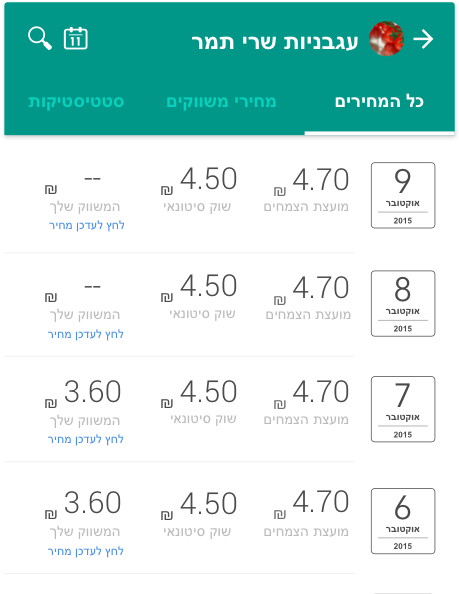 עגבניות שרי תמר
11
כל המחירים מחירי משווקים סטטיסטיקות
9 אוקטובר 2015
4.70 ₪ מועצת הצמחים
4.50 ₪ שוק סיטונאי
-- ₪ המשווק שלך
לחץ לעדכן מחיר
8 אוקטובר 2015
4.70 ₪ מועצת הצמחים
4.50 ₪ שוק סיטונאי
-- ₪ המשווק שלך
לחץ לעדכן מחיר
7 אוקטובר 2015
4.70 ₪ מועצת הצמחים
4.50 ₪ שוק סיטונאי
3.60 ₪ המשווק שלך
לחץ לעדכן מחיר
6 אוקטובר 2015
4.70 ₪ מועצת הצמחים
4.50 ₪ שוק סיטונאי
3.60 ₪ המשווק שלך
לחץ לעדכן מחיר